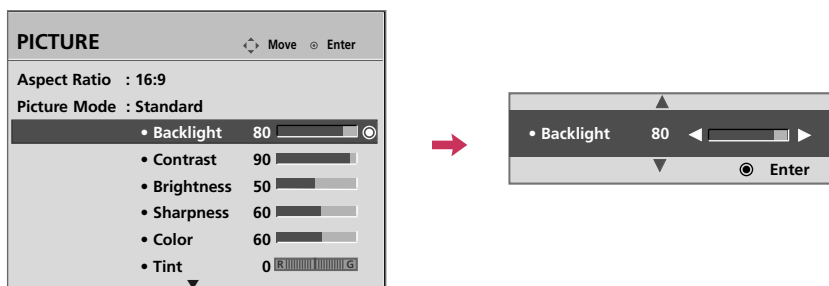 PICTURE
Move Enter
Aspect Ratio : 16:9
Picture Mode : Standard
• Backlight 80
• Contrast 90
• Brightness 50
• Sharpness 60
• Color 60
• Tint 0 R G
• Backlight 80
Enter